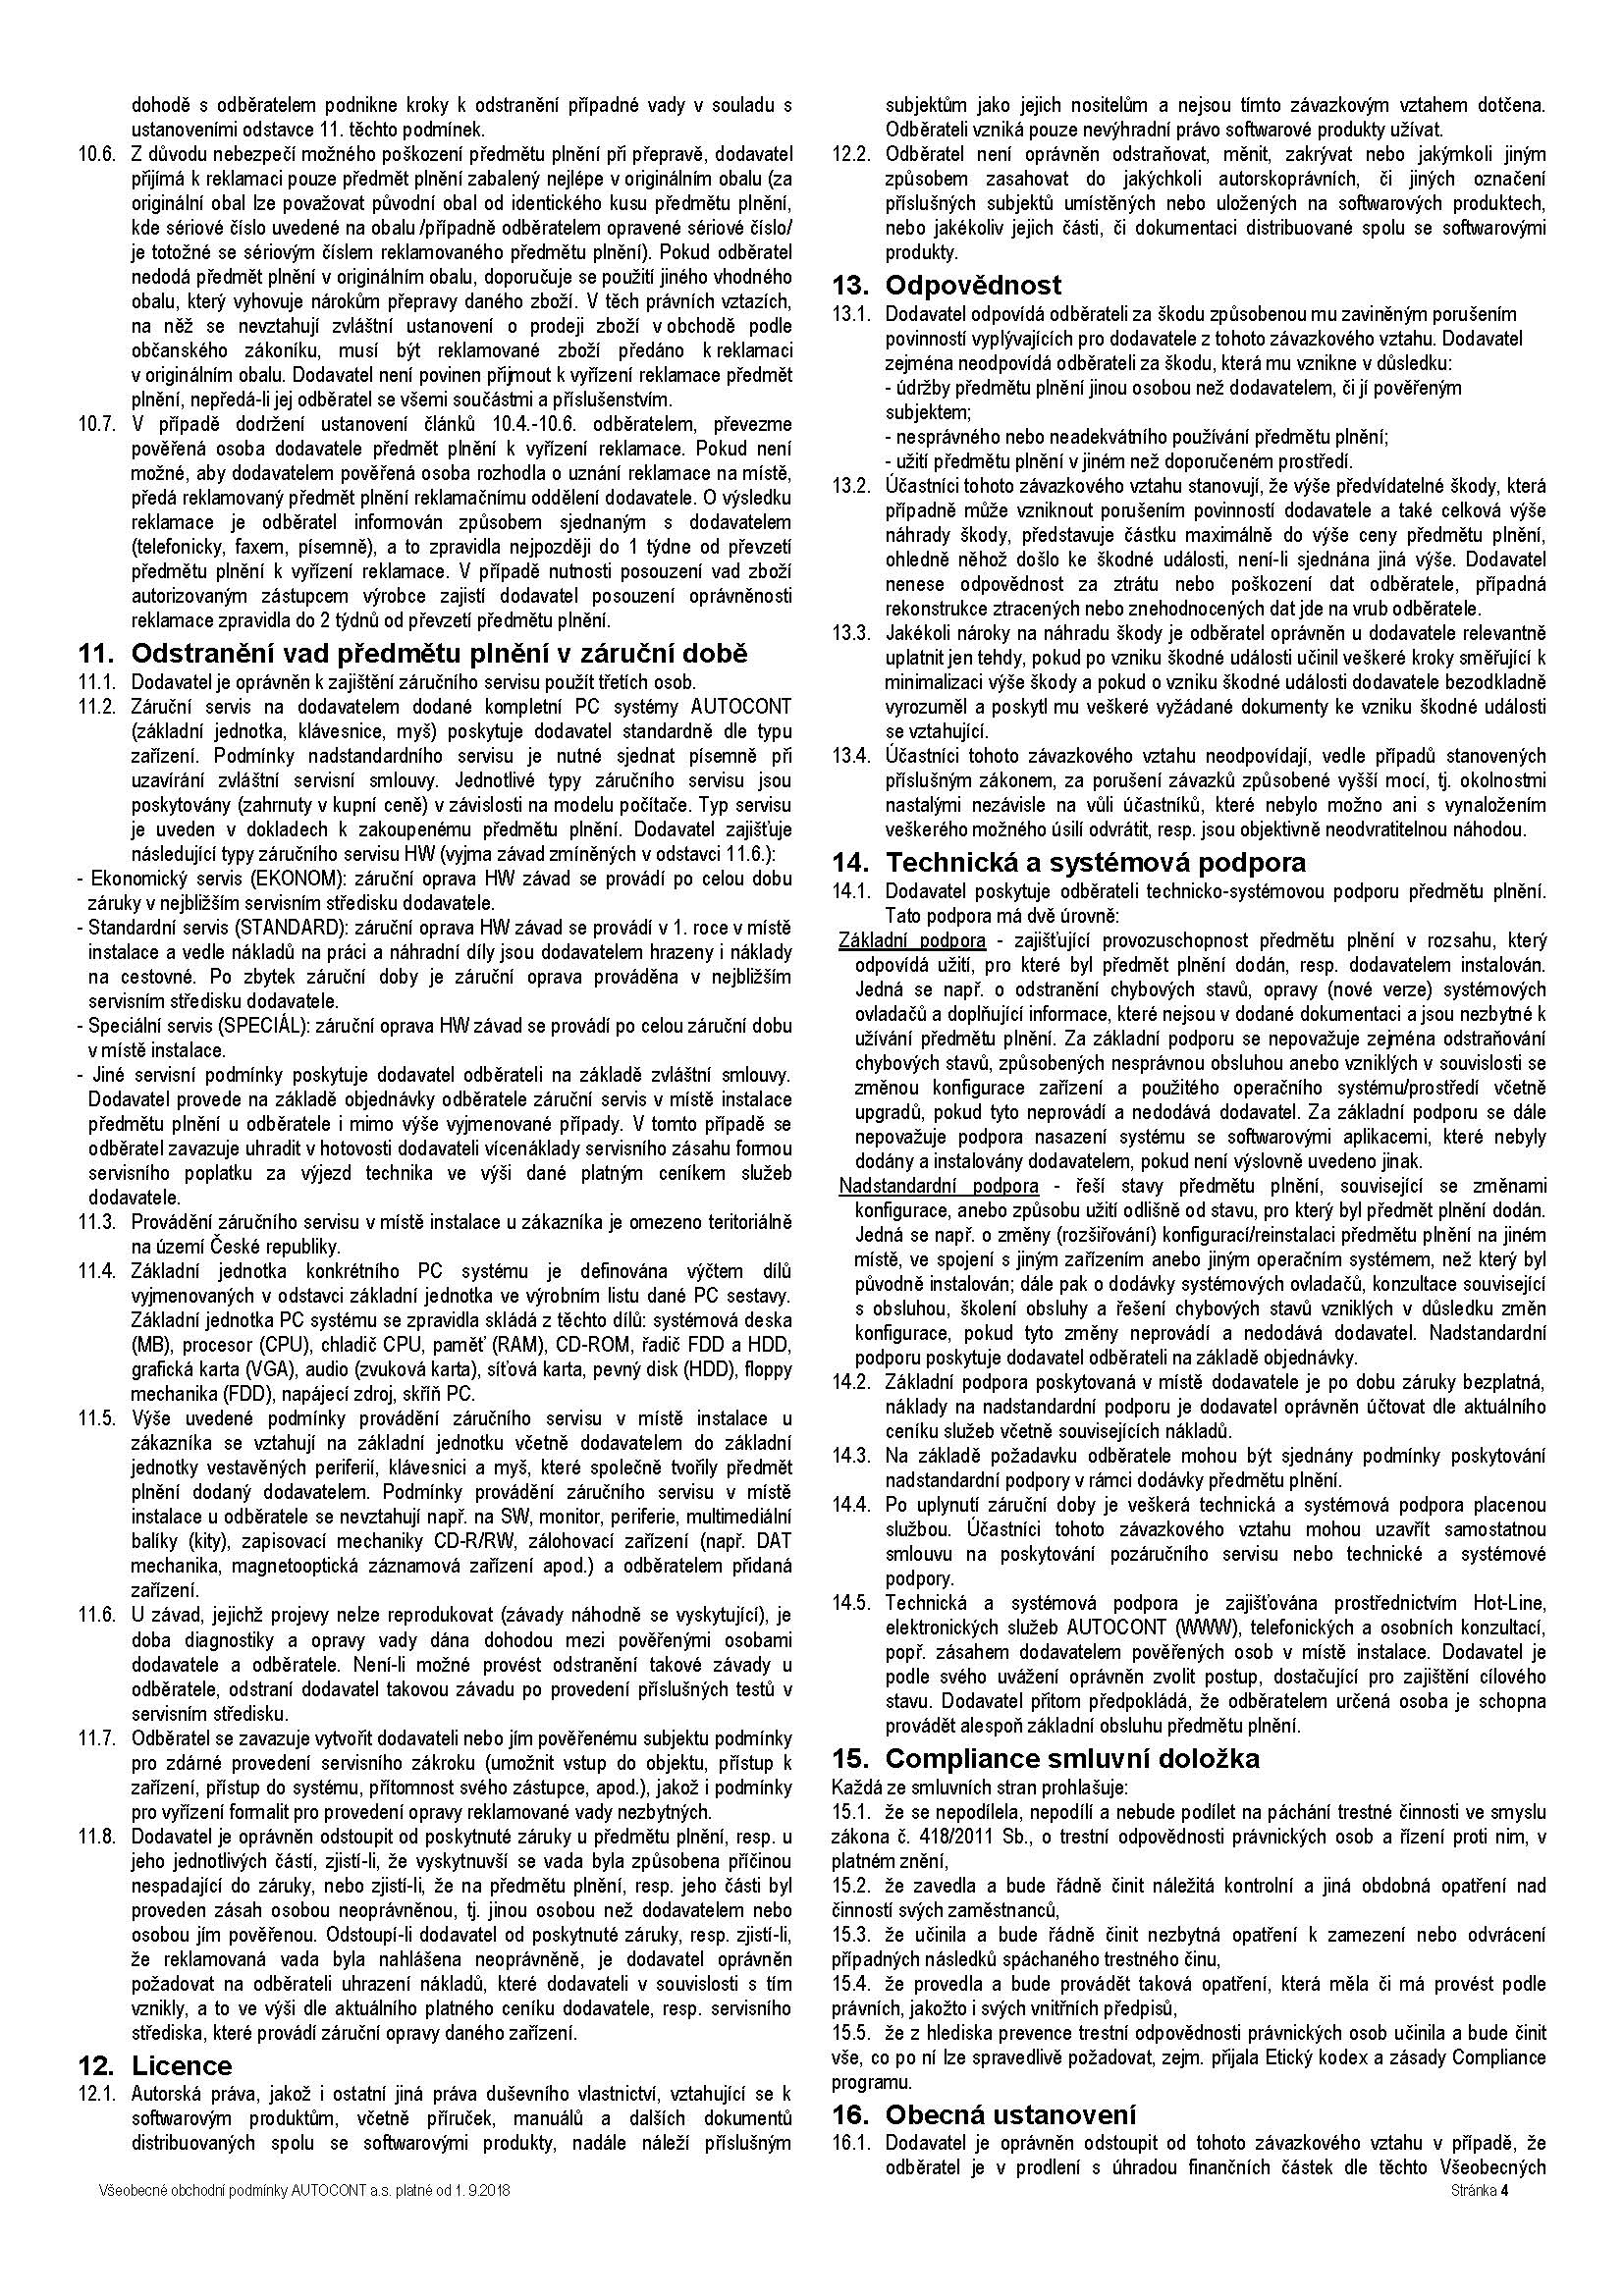 dohodě s odběratelem podnikne kroky k odstranění případné vady v souladu s
ustanoveními odstavce 11. těchto podmínek.
10.6. Z důvodu nebezpečí možného poškození předmětu plnění při přepravě, dodavatel
přijímá k reklamaci pouze předmět plnění zabalený nejlépe v originálním obalu (za
originální obal lze považovat původní obal od identického kusu předmětu plnění,
kde sériové číslo uvedené na obalu /případně odběratelem opravené sériové číslo/
je totožné se sériovým číslem reklamovaného předmětu plnění). Pokud odběratel
nedodá předmět plnění v originálním obalu, doporučuje se použití jiného vhodného
obalu, který vyhovuje nárokům přepravy daného zboží. V těch právních vztazích,
na něž se nevztahují zvláštní ustanovení o prodeji zboží v obchodě podle
občanského zákoníku, musí být reklamované zboží předáno k reklamaci
v originálním obalu. Dodavatel není povinen přijmout k vyřízení reklamace předmět
plnění, nepředá-li jej odběratel se všemi součástmi a příslušenstvím.
10.7. V případě dodržení ustanovení článků 10.4.-10.6. odběratelem, převezme
pověřená osoba dodavatele předmět plnění k vyřízení reklamace. Pokud není
možné, aby dodavatelem pověřená osoba rozhodla o uznání reklamace na místě,
předá reklamovaný předmět plnění reklamačnímu oddělení dodavatele. O výsledku
reklamace je odběratel informován způsobem sjednaným s dodavatelem
(telefonicky, faxem, písemně), a to zpravidla nejpozději do 1 týdne od převzetí
předmětu plnění k vyřízení reklamace. V případě nutnosti posouzení vad zboží
autorizovaným zástupcem výrobce zajistí dodavatel posouzení oprávněnosti
reklamace zpravidla do 2 týdnů od převzetí předmětu plnění.
11. Odstranění vad předmětu plnění v záruční době
11.1. Dodavatel je oprávněn k zajištění záručního servisu použít třetích osob.
11.2. Záruční servis na dodavatelem dodané kompletní PC systémy AUTOCONT
(základní jednotka, klávesnice, myš) poskytuje dodavatel standardně dle typu
zařízení. Podmínky nadstandardního servisu je nutné sjednat písemně při
uzavírání zvláštní servisní smlouvy. Jednotlivé typy záručního servisu jsou
poskytovány (zahrnuty v kupní ceně) v závislosti na modelu počítače. Typ servisu
je uveden v dokladech k zakoupenému předmětu plnění. Dodavatel zajišťuje
následující typy záručního servisu HW (vyjma závad zmíněných v odstavci 11.6.):
- Ekonomický servis (EKONOM): záruční oprava HW závad se provádí po celou dobu
záruky v nejbližším servisním středisku dodavatele.
- Standardní servis (STANDARD): záruční oprava HW závad se provádí v 1. roce v místě
instalace a vedle nákladů na práci a náhradní díly jsou dodavatelem hrazeny i náklady
na cestovné. Po zbytek záruční doby je záruční oprava prováděna v nejbližším
servisním středisku dodavatele.
- Speciální servis (SPECIÁL): záruční oprava HW závad se provádí po celou záruční dobu
v místě instalace.
- Jiné servisní podmínky poskytuje dodavatel odběrateli na základě zvláštní smlouvy.
Dodavatel provede na základě objednávky odběratele záruční servis v místě instalace
předmětu plnění u odběratele i mimo výše vyjmenované případy. V tomto případě se
odběratel zavazuje uhradit v hotovosti dodavateli vícenáklady servisního zásahu formou
servisního poplatku za výjezd technika ve výši dané platným ceníkem služeb
dodavatele.
11.3. Provádění záručního servisu v místě instalace u zákazníka je omezeno teritoriálně
na území České republiky.
11.4. Základní jednotka konkrétního PC systému je definována výčtem dílů
vyjmenovaných v odstavci základní jednotka ve výrobním listu dané PC sestavy.
Základní jednotka PC systému se zpravidla skládá z těchto dílů: systémová deska
(MB), procesor (CPU), chladič CPU, paměť (RAM), CD-ROM, řadič FDD a HDD,
grafická karta (VGA), audio (zvuková karta), síťová karta, pevný disk (HDD), floppy
mechanika (FDD), napájecí zdroj, skříň PC.
11.5. Výše uvedené podmínky provádění záručního servisu v místě instalace u
zákazníka se vztahují na základní jednotku včetně dodavatelem do základní
jednotky vestavěných periferií, klávesnici a myš, které společně tvořily předmět
plnění dodaný dodavatelem. Podmínky provádění záručního servisu v místě
instalace u odběratele se nevztahují např. na SW, monitor, periferie, multimediální
balíky (kity), zapisovací mechaniky CD-R/RW, zálohovací zařízení (např. DAT
mechanika, magnetooptická záznamová zařízení apod.) a odběratelem přidaná
zařízení.
11.6. U závad, jejichž projevy nelze reprodukovat (závady náhodně se vyskytující), je
doba diagnostiky a opravy vady dána dohodou mezi pověřenými osobami
dodavatele a odběratele. Není-li možné provést odstranění takové závady u
odběratele, odstraní dodavatel takovou závadu po provedení příslušných testů v
servisním středisku.
11.7. Odběratel se zavazuje vytvořit dodavateli nebo jím pověřenému subjektu podmínky
pro zdárné provedení servisního zákroku (umožnit vstup do objektu, přístup k
zařízení, přístup do systému, přítomnost svého zástupce, apod.), jakož i podmínky
pro vyřízení formalit pro provedení opravy reklamované vady nezbytných.
11.8. Dodavatel je oprávněn odstoupit od poskytnuté záruky u předmětu plnění, resp. u
jeho jednotlivých částí, zjistí-li, že vyskytnuvší se vada byla způsobena příčinou
nespadající do záruky, nebo zjistí-li, že na předmětu plnění, resp. jeho části byl
proveden zásah osobou neoprávněnou, tj. jinou osobou než dodavatelem nebo
osobou jím pověřenou. Odstoupí-li dodavatel od poskytnuté záruky, resp. zjistí-li,
že reklamovaná vada byla nahlášena neoprávněně, je dodavatel oprávněn
požadovat na odběrateli uhrazení nákladů, které dodavateli v souvislosti s tím
vznikly, a to ve výši dle aktuálního platného ceníku dodavatele, resp. servisního
střediska, které provádí záruční opravy daného zařízení.
12. Licence
12.1. Autorská práva, jakož i ostatní jiná práva duševního vlastnictví, vztahující se k
softwarovým produktům, včetně příruček, manuálů a dalších dokumentů
distribuovaných spolu se softwarovými produkty, nadále náleží příslušným
subjektům jako jejich nositelům a nejsou tímto závazkovým vztahem dotčena.
Odběrateli vzniká pouze nevýhradní právo softwarové produkty užívat.
12.2. Odběratel není oprávněn odstraňovat, měnit, zakrývat nebo jakýmkoli jiným
způsobem zasahovat do jakýchkoli autorskoprávních, či jiných označení
příslušných subjektů umístěných nebo uložených na softwarových produktech,
nebo jakékoliv jejich části, či dokumentaci distribuované spolu se softwarovými
produkty.
13. Odpovědnost
13.1. Dodavatel odpovídá odběrateli za škodu způsobenou mu zaviněným porušením
povinností vyplývajících pro dodavatele z tohoto závazkového vztahu. Dodavatel
zejména neodpovídá odběrateli za škodu, která mu vznikne v důsledku:
- údržby předmětu plnění jinou osobou než dodavatelem, či jí pověřeným
subjektem;
- nesprávného nebo neadekvátního používání předmětu plnění;
- užití předmětu plnění v jiném než doporučeném prostředí.
13.2. Účastníci tohoto závazkového vztahu stanovují, že výše předvídatelné škody, která
případně může vzniknout porušením povinností dodavatele a také celková výše
náhrady škody, představuje částku maximálně do výše ceny předmětu plnění,
ohledně něhož došlo ke škodné události, není-li sjednána jiná výše. Dodavatel
nenese odpovědnost za ztrátu nebo poškození dat odběratele, případná
rekonstrukce ztracených nebo znehodnocených dat jde na vrub odběratele.
13.3. Jakékoli nároky na náhradu škody je odběratel oprávněn u dodavatele relevantně
uplatnit jen tehdy, pokud po vzniku škodné události učinil veškeré kroky směřující k
minimalizaci výše škody a pokud o vzniku škodné události dodavatele bezodkladně
vyrozuměl a poskytl mu veškeré vyžádané dokumenty ke vzniku škodné události
se vztahující.
13.4. Účastníci tohoto závazkového vztahu neodpovídají, vedle případů stanovených
příslušným zákonem, za porušení závazků způsobené vyšší mocí, tj. okolnostmi
nastalými nezávisle na vůli účastníků, které nebylo možno ani s vynaložením
veškerého možného úsilí odvrátit, resp. jsou objektivně neodvratitelnou náhodou.
14. Technická a systémová podpora
14.1. Dodavatel poskytuje odběrateli technicko-systémovou podporu předmětu plnění.
Tato podpora má dvě úrovně:
Základní podpora - zajišťující provozuschopnost předmětu plnění v rozsahu, který
odpovídá užití, pro které byl předmět plnění dodán, resp. dodavatelem instalován.
Jedná se např. o odstranění chybových stavů, opravy (nové verze) systémových
ovladačů a doplňující informace, které nejsou v dodané dokumentaci a jsou nezbytné k
užívání předmětu plnění. Za základní podporu se nepovažuje zejména odstraňování
chybových stavů, způsobených nesprávnou obsluhou anebo vzniklých v souvislosti se
změnou konfigurace zařízení a použitého operačního systému/prostředí včetně
upgradů, pokud tyto neprovádí a nedodává dodavatel. Za základní podporu se dále
nepovažuje podpora nasazení systému se softwarovými aplikacemi, které nebyly
dodány a instalovány dodavatelem, pokud není výslovně uvedeno jinak.
Nadstandardní podpora - řeší stavy předmětu plnění, související se změnami
konfigurace, anebo způsobu užití odlišně od stavu, pro který byl předmět plnění dodán.
Jedná se např. o změny (rozšiřování) konfigurací/reinstalaci předmětu plnění na jiném
místě, ve spojení s jiným zařízením anebo jiným operačním systémem, než který byl
původně instalován; dále pak o dodávky systémových ovladačů, konzultace související
s obsluhou, školení obsluhy a řešení chybových stavů vzniklých v důsledku změn
konfigurace, pokud tyto změny neprovádí a nedodává dodavatel. Nadstandardní
podporu poskytuje dodavatel odběrateli na základě objednávky.
14.2. Základní podpora poskytovaná v místě dodavatele je po dobu záruky bezplatná,
náklady na nadstandardní podporu je dodavatel oprávněn účtovat dle aktuálního
ceníku služeb včetně souvisejících nákladů.
14.3. Na základě požadavku odběratele mohou být sjednány podmínky poskytování
nadstandardní podpory v rámci dodávky předmětu plnění.
14.4. Po uplynutí záruční doby je veškerá technická a systémová podpora placenou
službou. Účastníci tohoto závazkového vztahu mohou uzavřít samostatnou
smlouvu na poskytování pozáručního servisu nebo technické a systémové
podpory.
14.5. Technická a systémová podpora je zajišťována prostřednictvím Hot-Line,
elektronických služeb AUTOCONT (WWW), telefonických a osobních konzultací,
popř. zásahem dodavatelem pověřených osob v místě instalace. Dodavatel je
podle svého uvážení oprávněn zvolit postup, dostačující pro zajištění cílového
stavu. Dodavatel přitom předpokládá, že odběratelem určená osoba je schopna
provádět alespoň základní obsluhu předmětu plnění.
15. Compliance smluvní doložka
Každá ze smluvních stran prohlašuje:
15.1. že se nepodílela, nepodílí a nebude podílet na páchání trestné činnosti ve smyslu
zákona č. 418/2011 Sb., o trestní odpovědnosti právnických osob a řízení proti nim, v
platném znění,
15.2. že zavedla a bude řádně činit náležitá kontrolní a jiná obdobná opatření nad
činností svých zaměstnanců,
15.3. že učinila a bude řádně činit nezbytná opatření k zamezení nebo odvrácení
případných následků spáchaného trestného činu,
15.4. že provedla a bude provádět taková opatření, která měla či má provést podle
právních, jakožto i svých vnitřních předpisů,
15.5. že z hlediska prevence trestní odpovědnosti právnických osob učinila a bude činit
vše, co po ní lze spravedlivě požadovat, zejm. přijala Etický kodex a zásady Compliance
programu.
16. Obecná ustanovení
16.1. Dodavatel je oprávněn odstoupit od tohoto závazkového vztahu v případě, že
odběratel je v prodlení s úhradou finančních částek dle těchto Všeobecných
Všeobecné obchodní podmínky AUTOCONT a.s. platné od 1. 9.2018
Stránka 4